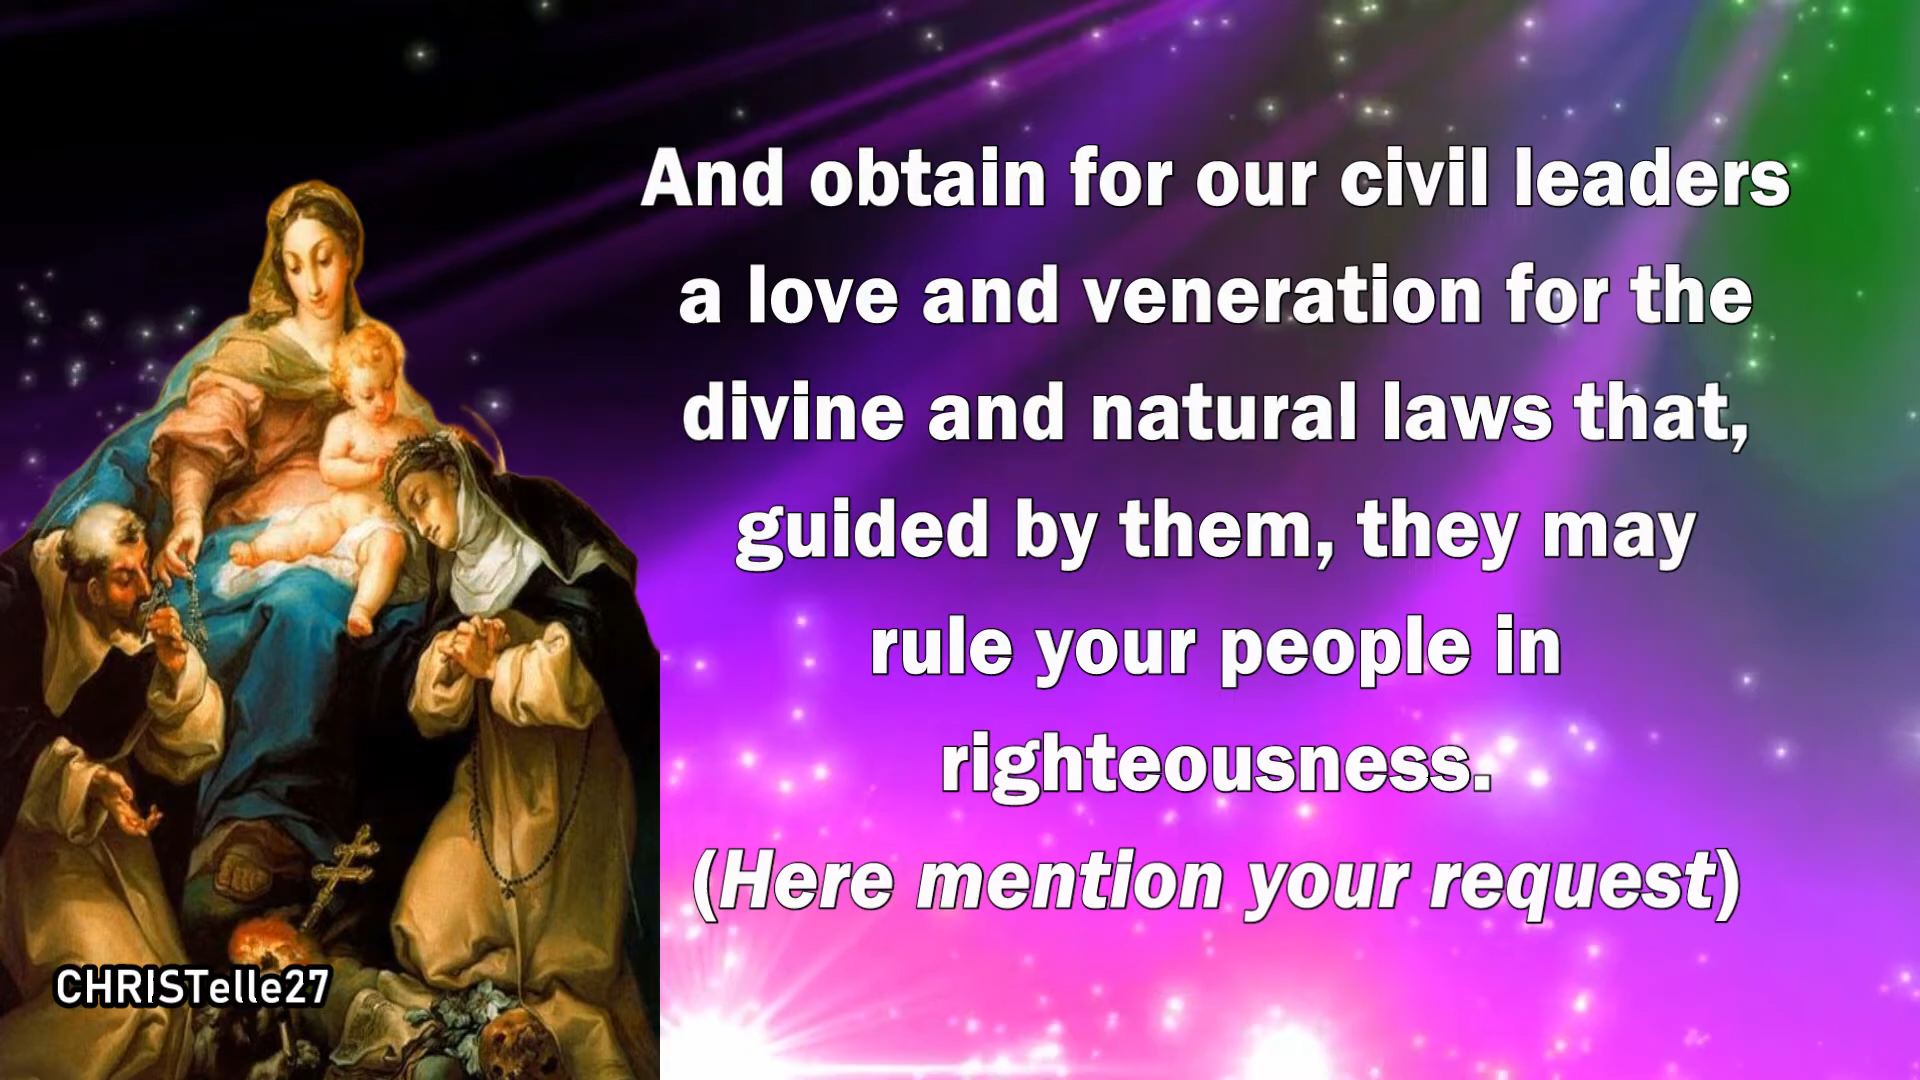 And obtain for our civil leaders
a love and veneration for the
divine and natural laws that,
guided by them, they may
rule your people in
righteousness.
(Here mention your request)
CHRISTelle27